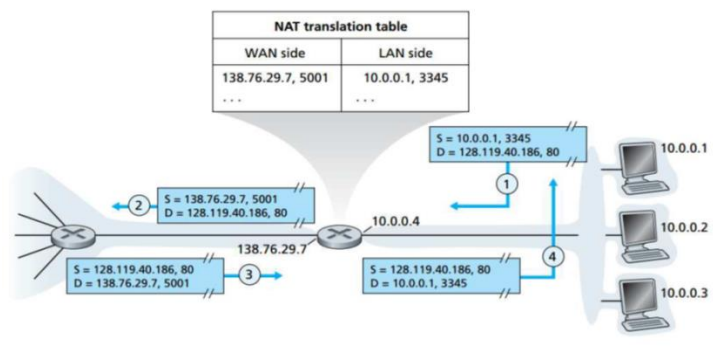 NAT translation table
WAN side LAN side
138.76.29.7, 5001 10.0.0.1, 3345
. . . . . .
S = 10.0.0.1, 3345
D = 128.119.40.186, 80
10.0.0.1
1
S = 138.76.29.7, 5001
D = 128.119.40.186, 80
2
10.0.0.4
10.0.0.2
138.76.29.7
S = 128.119.40.186, 80
D = 138.76.29.7, 5001
3
S = 128.119.40.186, 80
D = 10.0.0.1, 3345
4
10.0.0.3